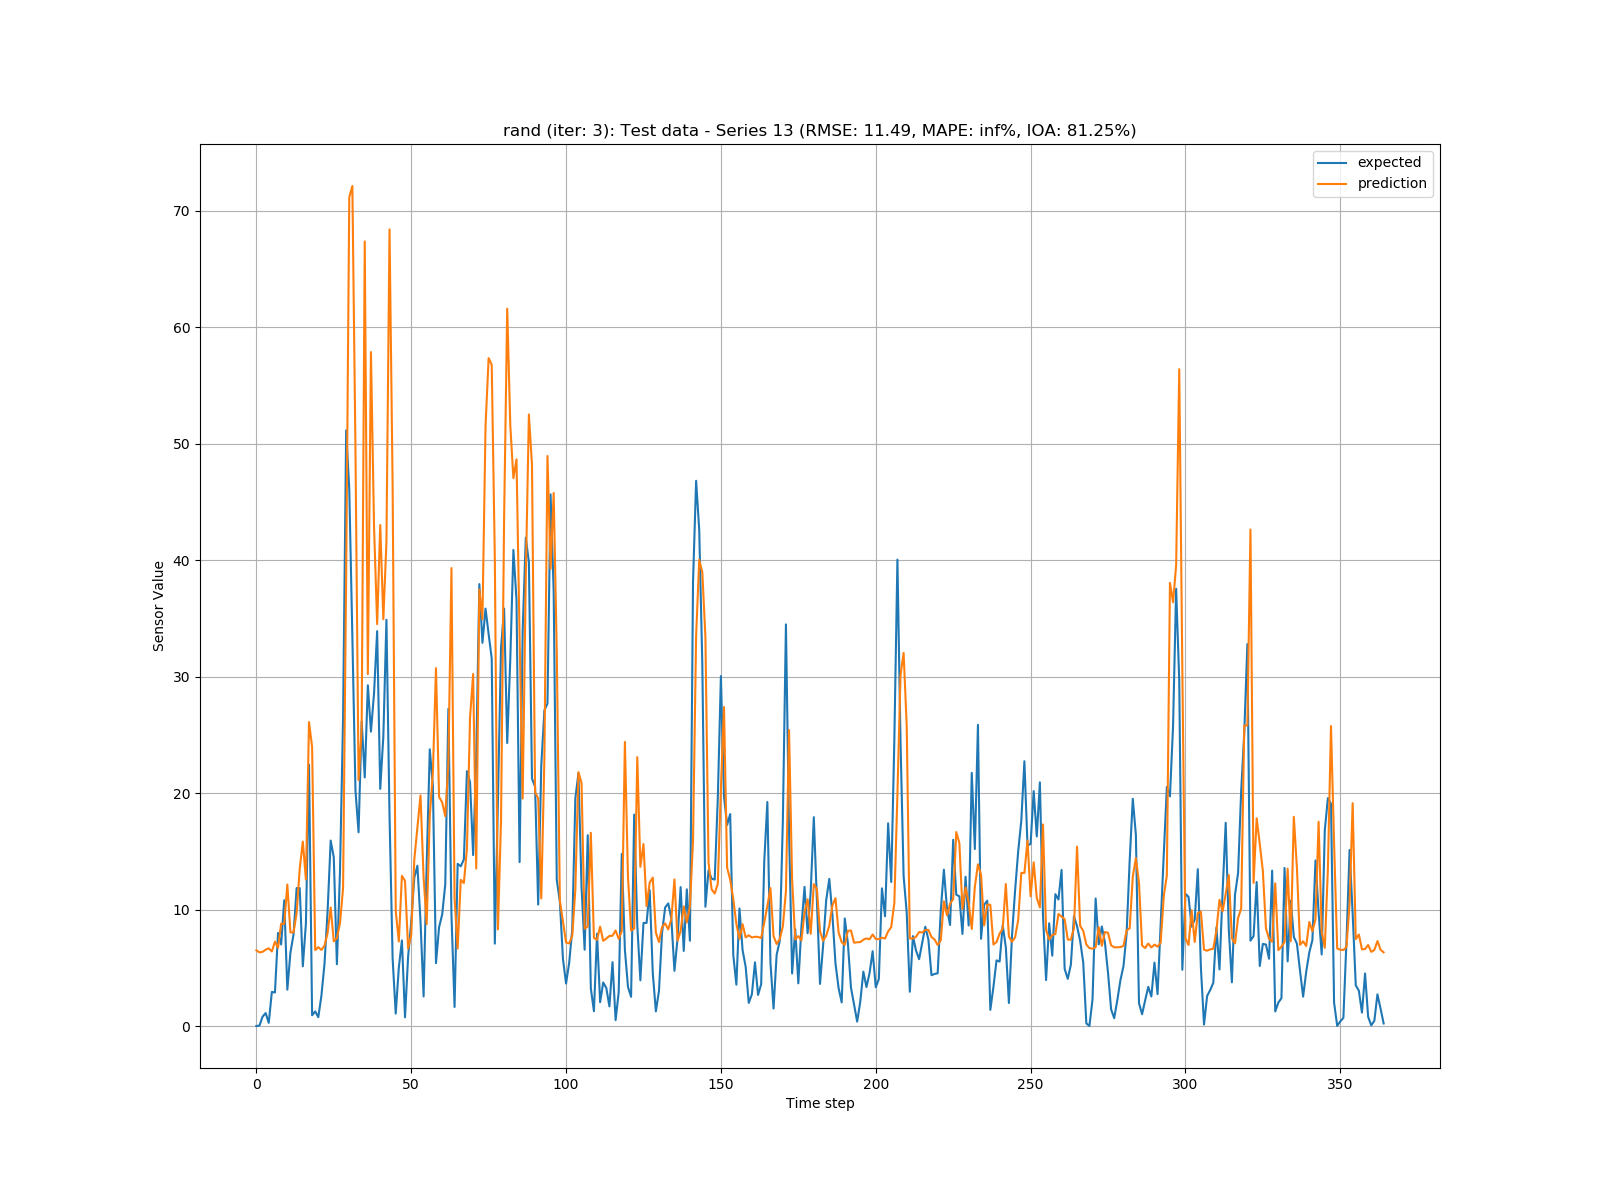 rand (iter: 3): Test data - Series 13 (RMSE: 11.49, MAPE: inf%, IOA: 81.25%)
expected
prediction
70
60
50
40
30
20
10
0
Sensor Value
0 50 100 150 200 250 300 350
Time step